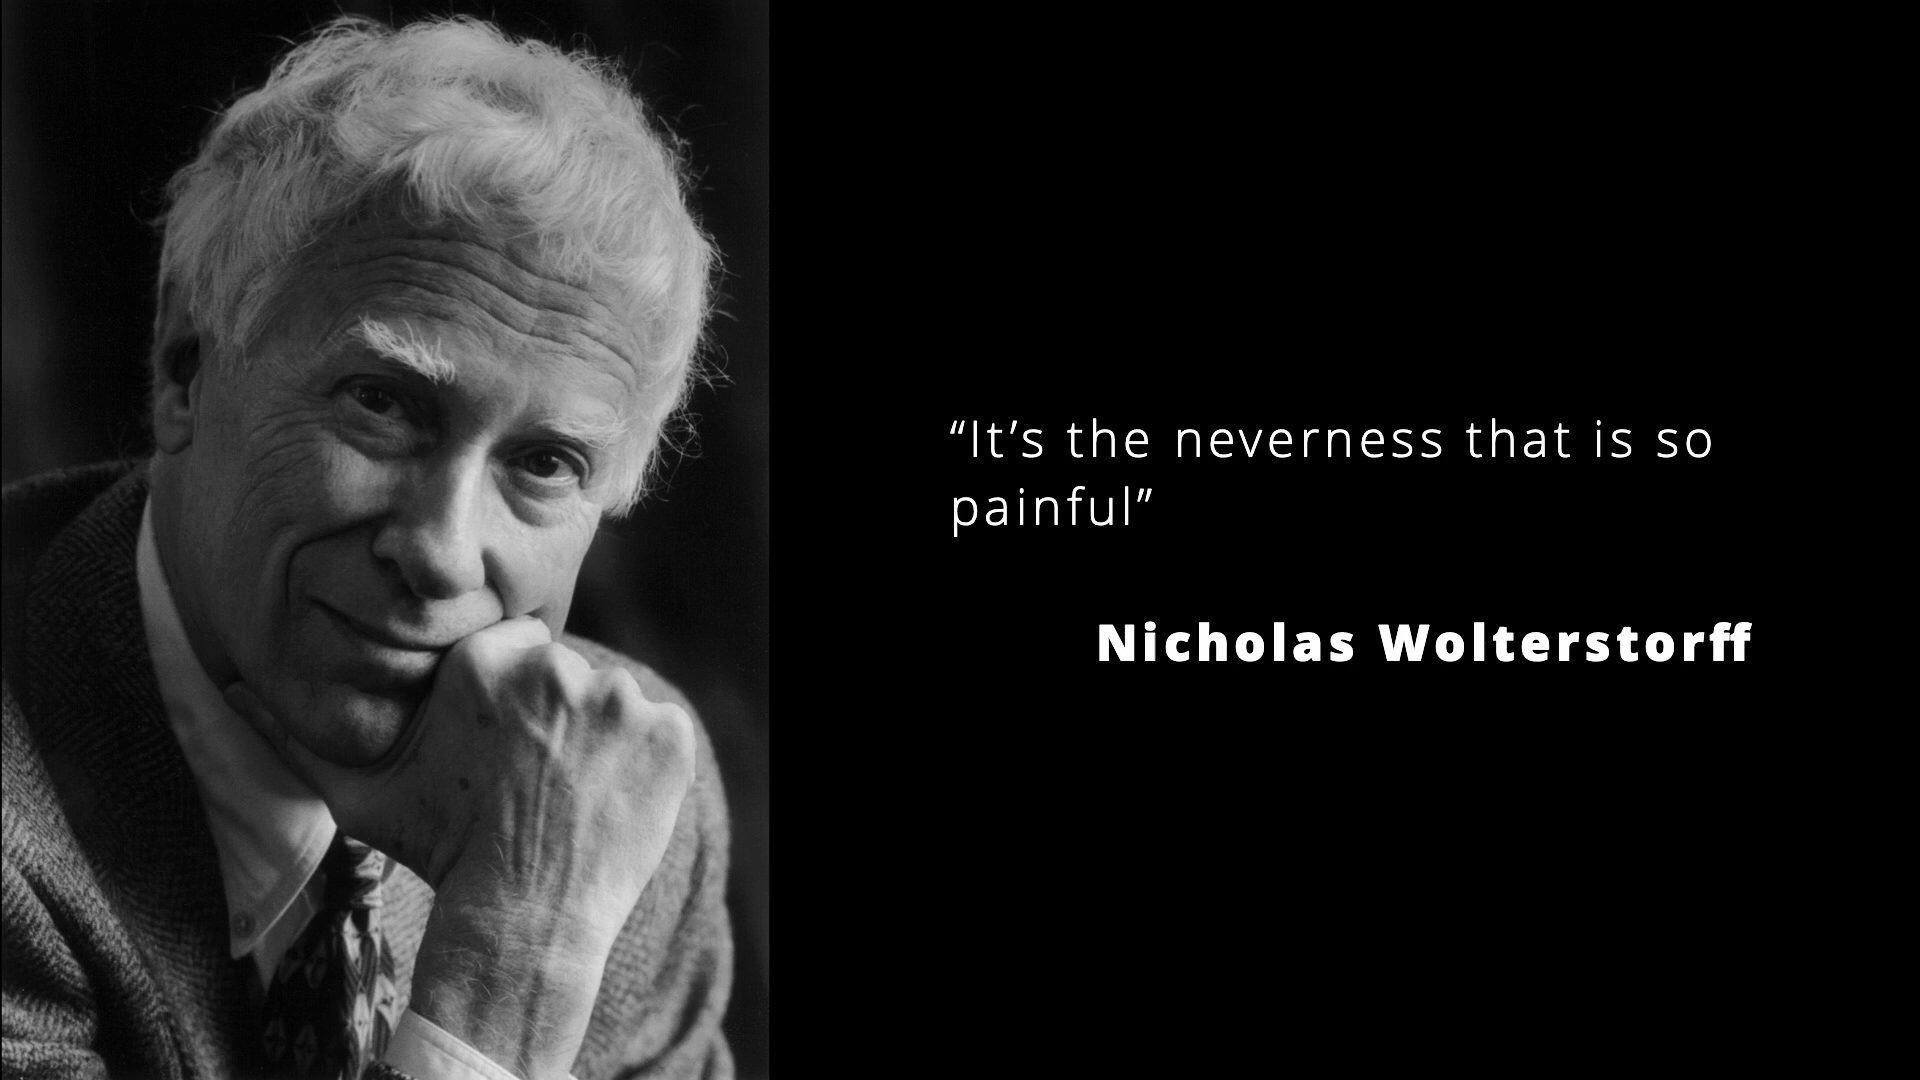 “It’s the neverness that is so
painful”
Nicholas Wolterstorff